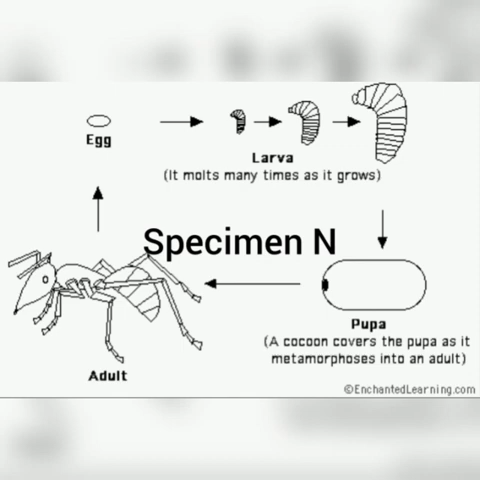 Egg
Larva
(It molts many times as it grows)
Specimen N
Pupa
(A cocoon covers the pupa as it
metamorphoses into an adult)
Adult
©EnchantedLearning.com